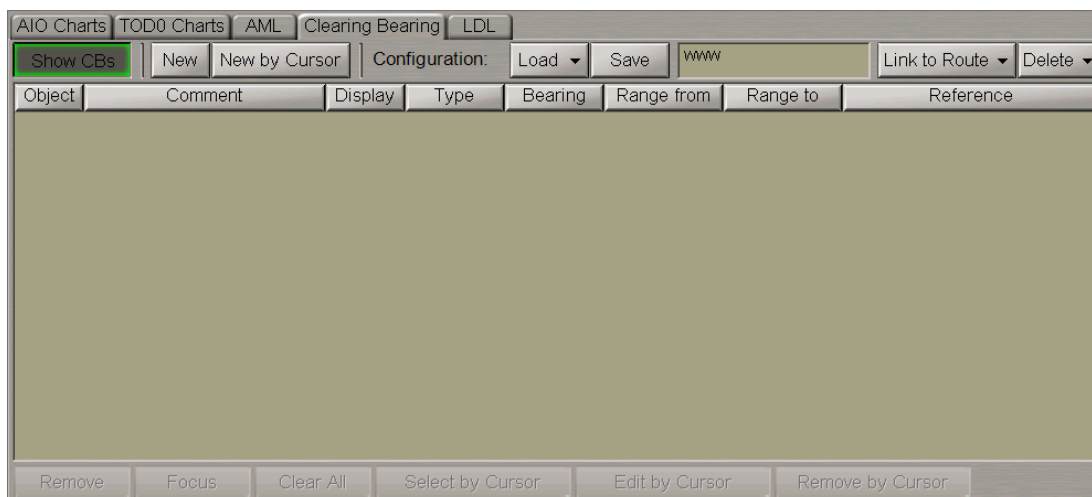 AIO Charts TOD0 Charts AML Clearing Bearing LDL
Show CBs New New by Cursor Configuration: Load Save www Link to Route Delete
Object Comment Display Type Bearing Range from Range to Reference
Remove Focus Clear All Select by Cursor Edit by Cursor Remove by Cursor